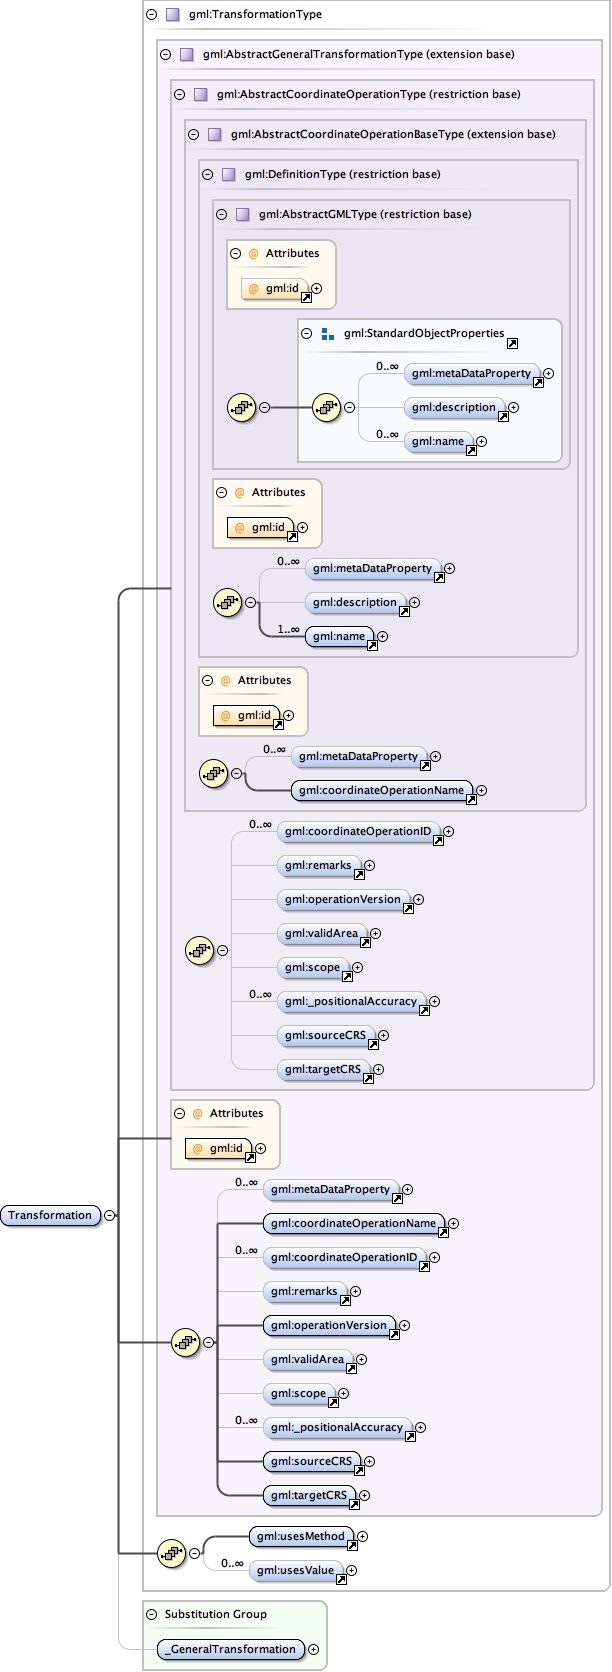 gml:TransformationType
gml:AbstractGeneralTransformationType (extension base)
gml:AbstractCoordinateOperationType (restriction base)
gml:AbstractCoordinateOperationBaseType (extension base)
gml:DefinitionType (restriction base)
gml:AbstractGMLType (restriction base)
@ Attributes
@ gml:id
gml:StandardObjectProperties
0..∞ gml:metaDataProperty
gml:description
0..∞ gml:name
@ Attributes
@ gml:id
0..∞ gml:metaDataProperty
gml:description
1..∞ gml:name
@ Attributes
@ gml:id
0..∞ gml:metaDataProperty
gml:coordinateOperationName
0..∞ gml:coordinateOperationID
gml:remarks
gml:operationVersion
gml:validArea
gml:scope
0..∞ gml:_positionalAccuracy
gml:sourceCRS
gml:targetCRS
@ Attributes
@ gml:id
0..∞ gml:metaDataProperty
Transformation
gml:coordinateOperationName
0..∞ gml:coordinateOperationID
gml:remarks
gml:operationVersion
gml:validArea
gml:scope
0..∞ gml:_positionalAccuracy
gml:sourceCRS
gml:targetCRS
gml:usesMethod
0..∞ gml:usesValue
Substitution Group
_GeneralTransformation